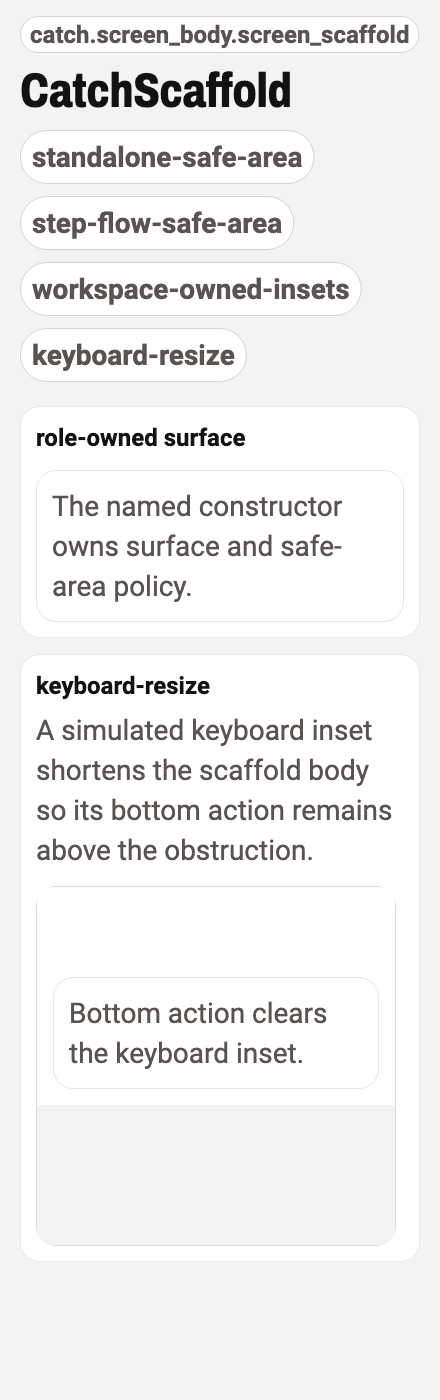 catch.screen_body.screen_scaffold
CatchScaffold
standalone-safe-area
step-flow-safe-area
workspace-owned-insets
keyboard-resize
role-owned surface
The named constructor
owns surface and safe-
area policy.
keyboard-resize
A simulated keyboard inset
shortens the scaffold body
so its bottom action remains
above the obstruction.
Bottom action clears
the keyboard inset.